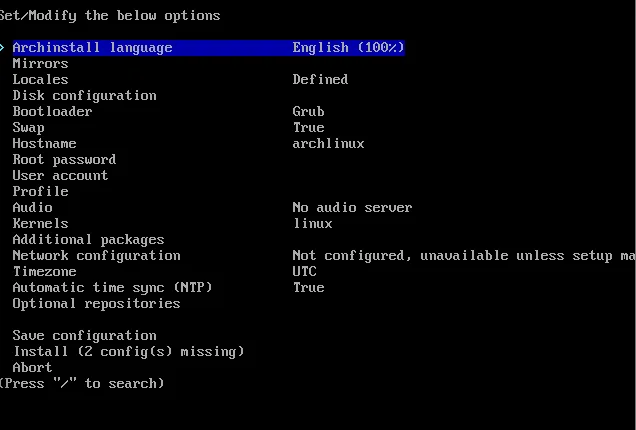 Set/Modify the below options
> Archinstall language English (100%)
Mirrors
Locales Defined
Disk configuration
Bootloader Grub
Swap True
Hostname archlinux
Root password
User account
Profile
Audio No audio server
Kernels linux
Additional packages
Network configuration Not configured, unavailable unless setup ma
Timezone UTC
Automatic time sync (NTP) True
Optional repositories
Save configuration
Install (2 config(s) missing)
Abort
(Press "/" to search)